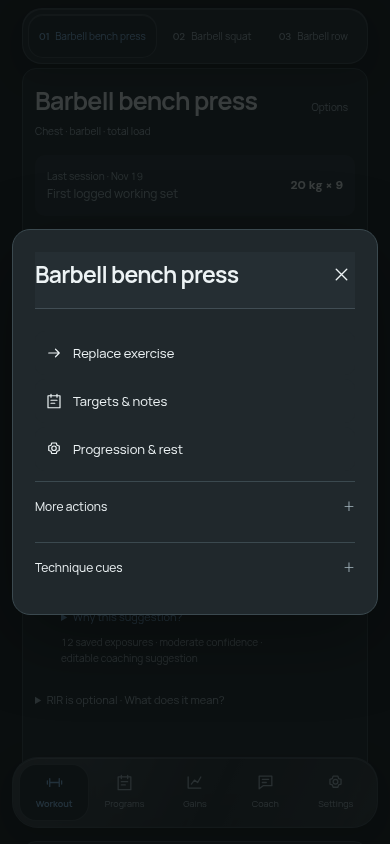 01 Barbell bench press 02 Barbell squat 03 Barbell row
Barbell bench press Options
Chest · barbell · total load
Last session · Nov 19
First logged working set 20 kg × 9
Barbell bench press
Replace exercise
Targets & notes
Progression & rest
More actions
Technique cues
Why this suggestion?
12 saved exposures · moderate confidence ·
editable coaching suggestion
RIR is optional · What does it mean?
Workout Programs Gains Coach Settings